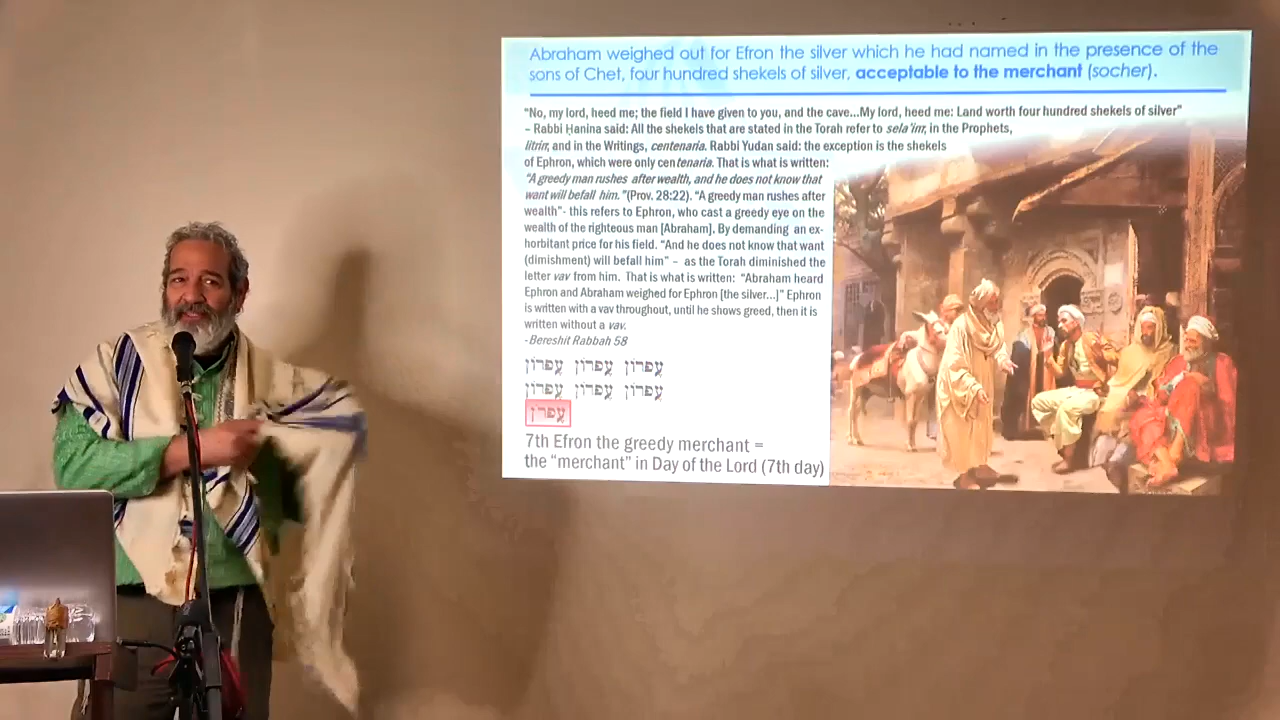 Abraham weighed out for Efron the silver which he had named in the presence of the
sons of Chet, four hundred shekels of silver, acceptable to the merchant (socher).
“No, my lord, heed me; the field I have given to you, and the cave...My lord, heed me: Land worth four hundred shekels of silver”
– Rabbi Ḥanina said: All the shekels that are stated in the Torah refer to sela’im; in the Prophets,
litrin; and in the Writings, centenaria. Rabbi Yudan said: the exception is the shekels
of Ephron, which were only centenaria. That is what is written:
“A greedy man rushes after wealth, and he does not know that
want will befall him. ”(Prov. 28:22). “A greedy man rushes after
wealth”- this refers to Ephron, who cast a greedy eye on the
wealth of the righteous man [Abraham]. By demanding an ex-
horbitant price for his field. “And he does not know that want
(dimishment) will befall him” – as the Torah diminished the
letter vav from him. That is what is written: “Abraham heard
Ephron and Abraham weighed for Ephron [the silver...]” Ephron
is written with a vav throughout, until he shows greed, then it is
written without a vav.
-Bereshit Rabbah 58
עֶפְרוֹן עֶפְרוֹן עֶפְרוֹן
עֶפְרוֹן עֶפְרוֹן עֶפְרוֹן
עֶפְרֹן
7th Efron the greedy merchant =
the “merchant” in Day of the Lord (7th day)